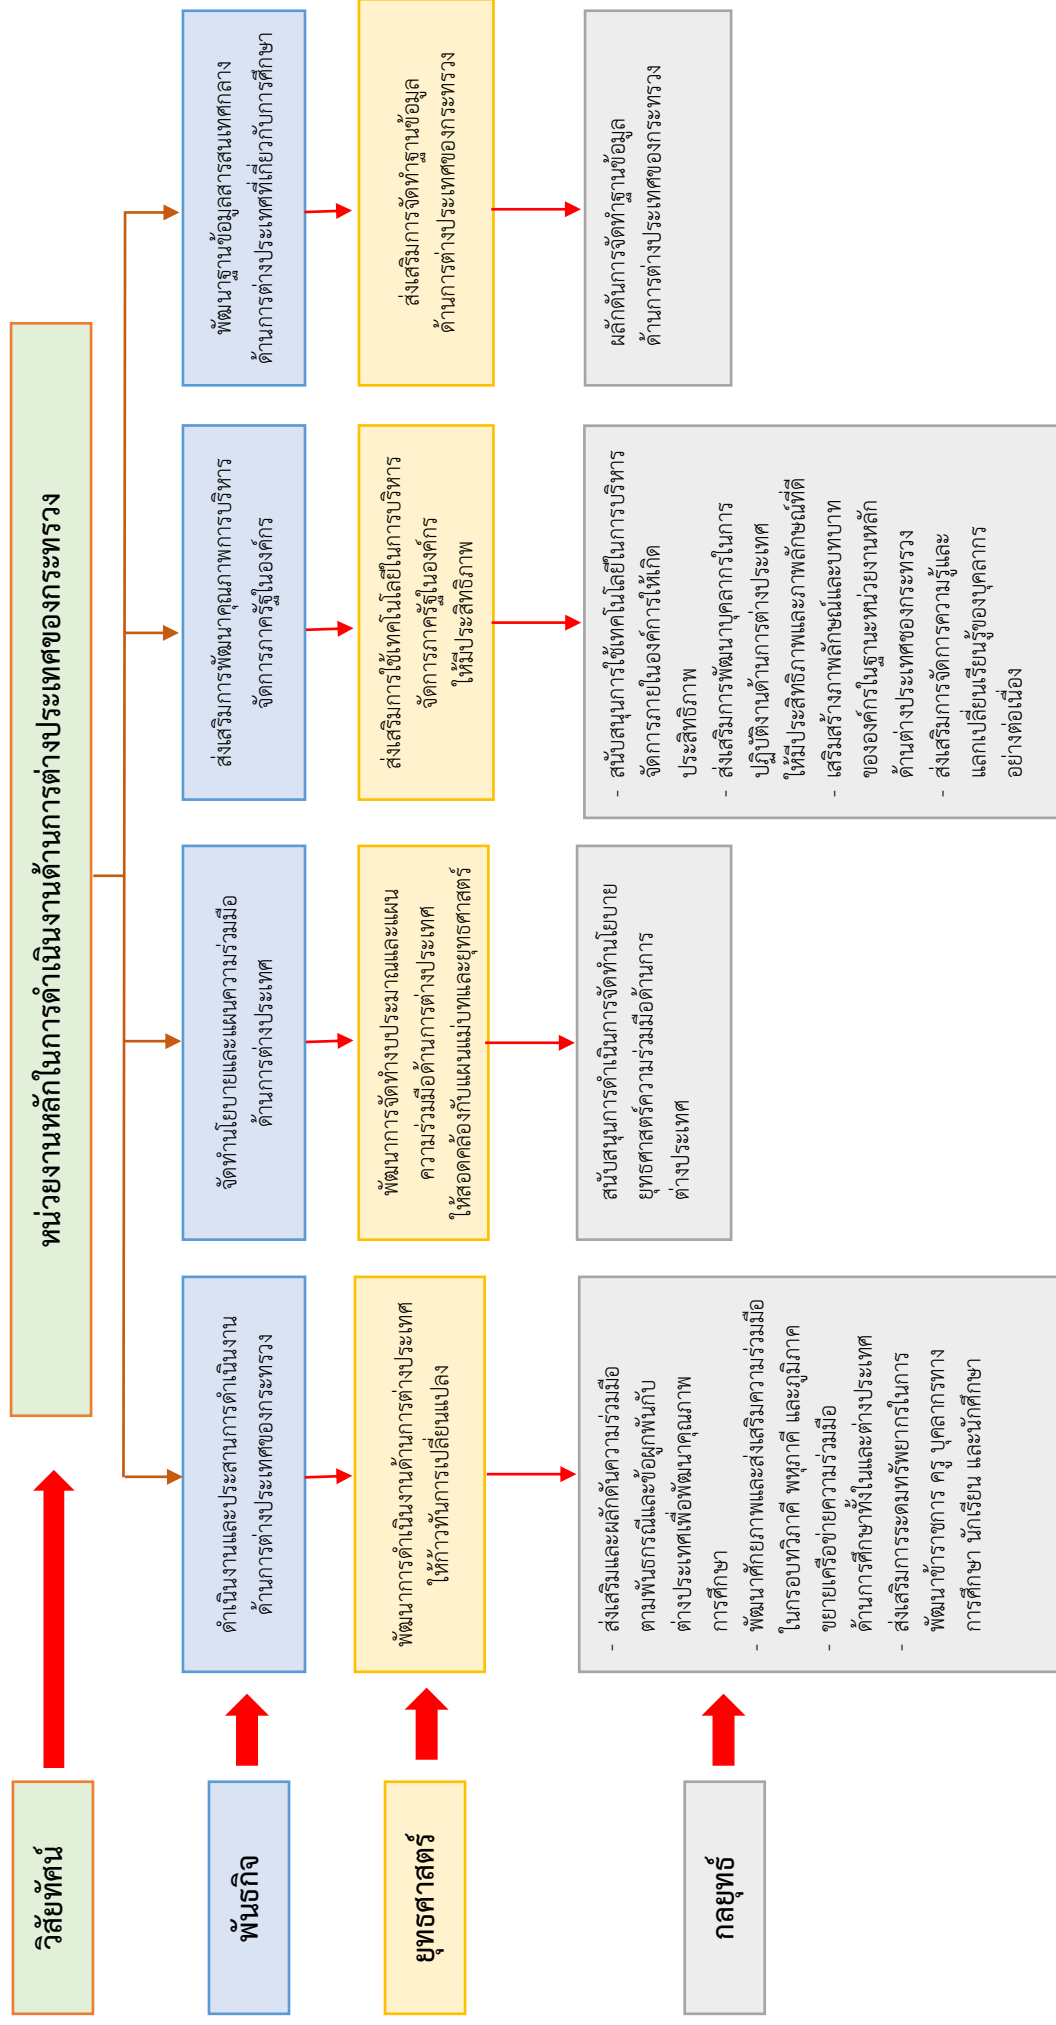 วิสัยทัศน์
หน่วยงานหลักในการดำเนินงานด้านการต่างประเทศของกระทรวง
พันธกิจ
ดำเนินงานและประสานการดำเนินงาน
ด้านการต่างประเทศของกระทรวง
จัดทำนโยบายและแผนความร่วมมือ
ด้านการต่างประเทศ
ส่งเสริมการพัฒนาคุณภาพการบริหาร
จัดการภาครัฐในองค์กร
พัฒนาฐานข้อมูลสารสนเทศกลาง
ด้านการต่างประเทศที่เกี่ยวกับการศึกษา
ยุทธศาสตร์
พัฒนาการดำเนินงานด้านการต่างประเทศ
ให้ก้าวทันการเปลี่ยนแปลง
พัฒนาการจัดทำงบประมาณและแผน
ความร่วมมือด้านการต่างประเทศ
ให้สอดคล้องกับแผนแม่บทและยุทธศาสตร์
ส่งเสริมการใช้เทคโนโลยีในการบริหาร
จัดการภาครัฐในองค์กร
ให้มีประสิทธิภาพ
ส่งเสริมการจัดทำฐานข้อมูล
ด้านการต่างประเทศของกระทรวง
กลยุทธ์
- ส่งเสริมและผลักดันความร่วมมือ
ตามพันธกรณีและข้อผูกพันกับ
ต่างประเทศเพื่อพัฒนาคุณภาพ
การศึกษา
- พัฒนาศักยภาพและส่งเสริมความร่วมมือ
ในกรอบทวิภาคี พหุภาคี และภูมิภาค
- ขยายเครือข่ายความร่วมมือ
ด้านการศึกษาทั้งในและต่างประเทศ
- ส่งเสริมการระดมทรัพยากรในการ
พัฒนาข้าราชการ ครู บุคลากรทาง
การศึกษา นักเรียน และนักศึกษา
สนับสนุนการดำเนินการจัดทำนโยบาย
ยุทธศาสตร์ความร่วมมือด้านการ
ต่างประเทศ
- สนับสนุนการใช้เทคโนโลยีในการบริหาร
จัดการภายในองค์การให้เกิด
ประสิทธิภาพ
- ส่งเสริมการพัฒนาบุคลากรในการ
ปฏิบัติงานด้านการต่างประเทศ
ให้มีประสิทธิภาพและภาพลักษณ์ที่ดี
- เสริมสร้างภาพลักษณ์และบทบาท
ขององค์กรในฐานะหน่วยงานหลัก
ด้านต่างประเทศของกระทรวง
- ส่งเสริมการจัดการความรู้และ
แลกเปลี่ยนเรียนรู้ของบุคลากร
อย่างต่อเนื่อง
ผลักดันการจัดทำฐานข้อมูล
ด้านการต่างประเทศของกระทรวง